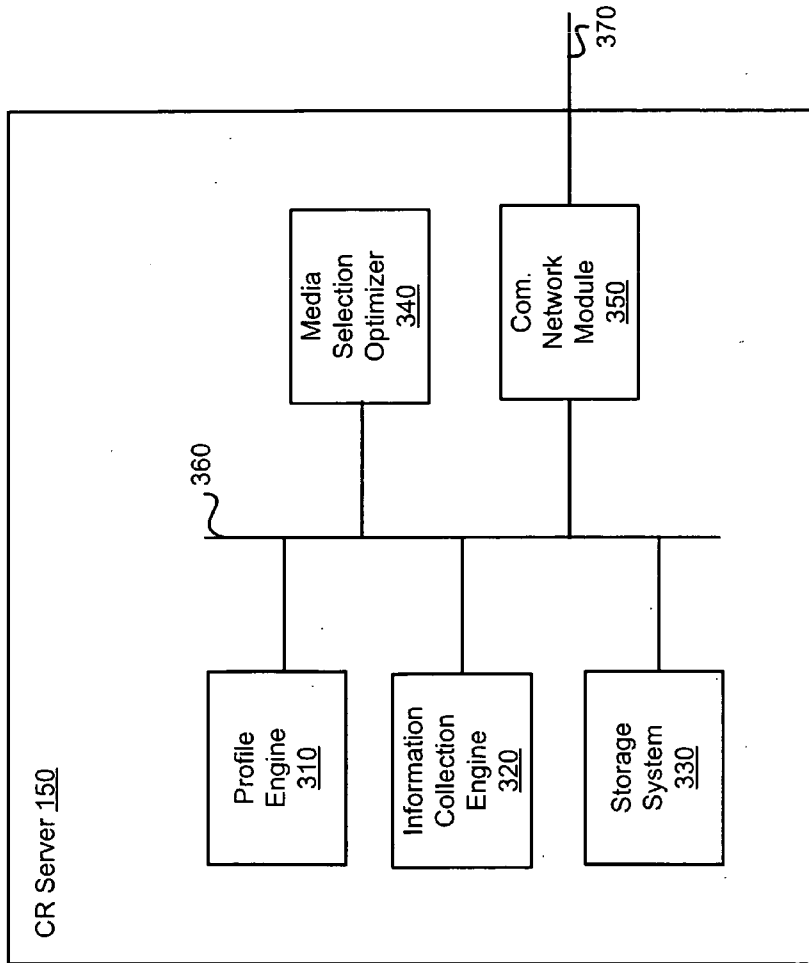 CR Server 150
Profile
Engine
310
Information
Collection
Engine
320
Storage
System
330
360
Media
Selection
Optimizer
340
Com.
Network
Module
350
370